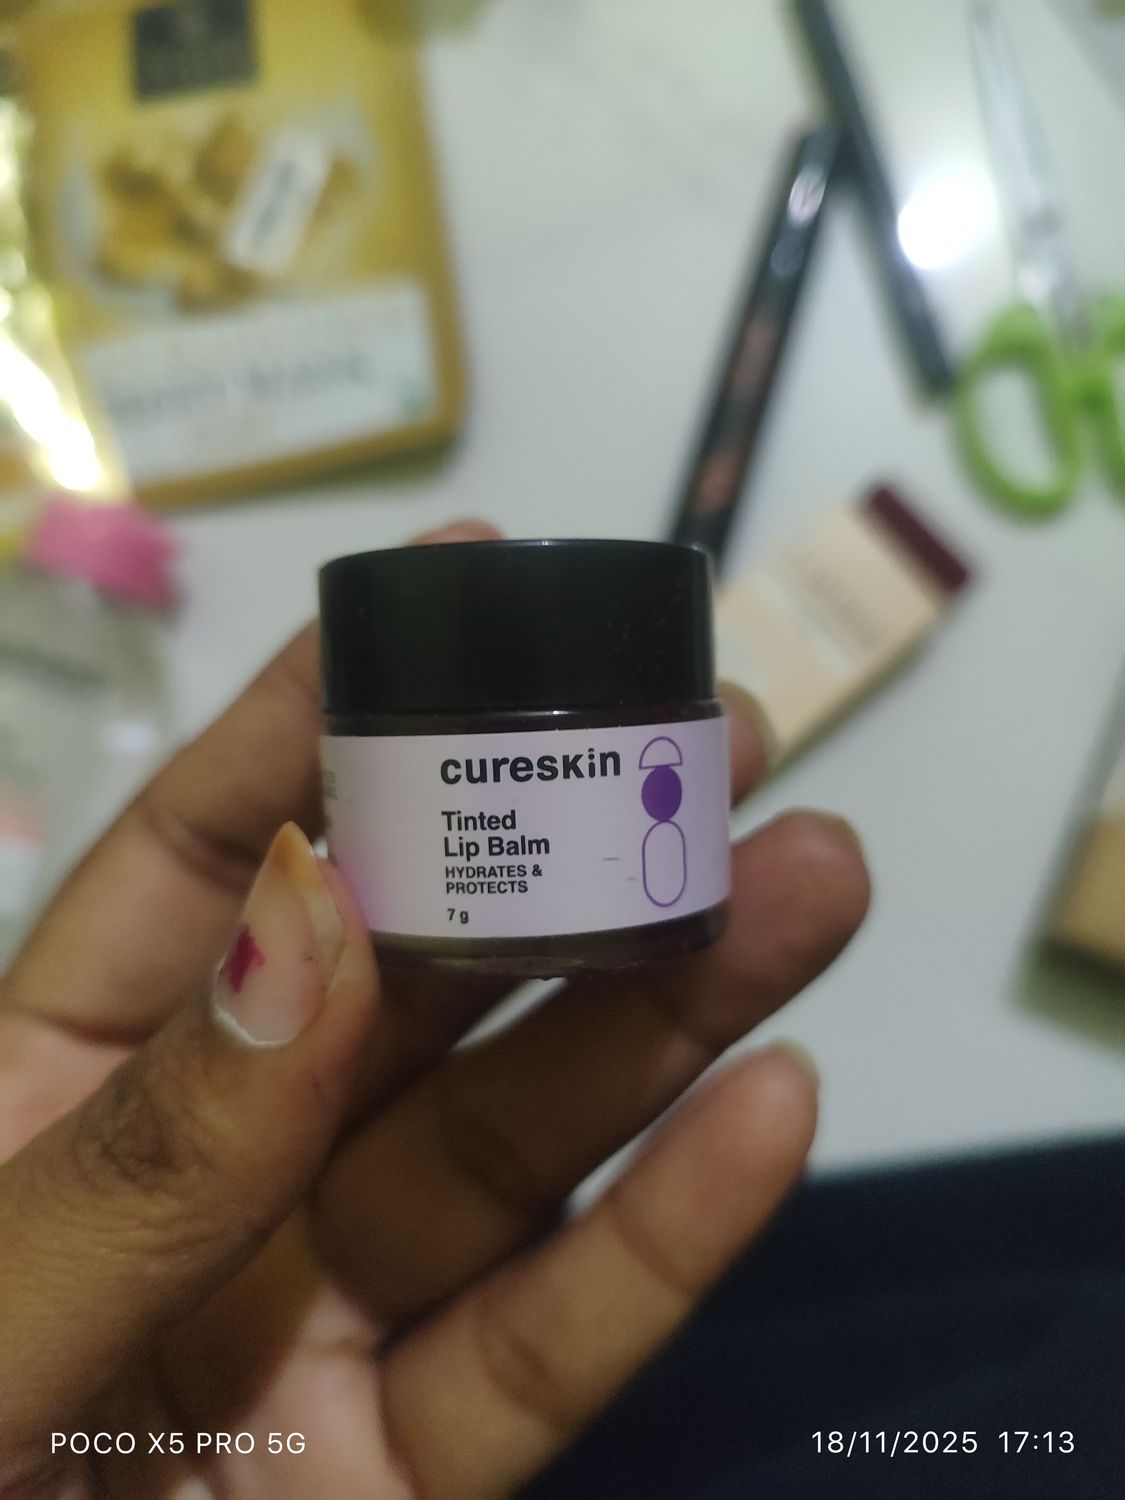 cureskin
Tinted
Lip Balm
HYDRATES &
PROTECTS
7 g
POCO X5 PRO 5G
18/11/2025 17:13